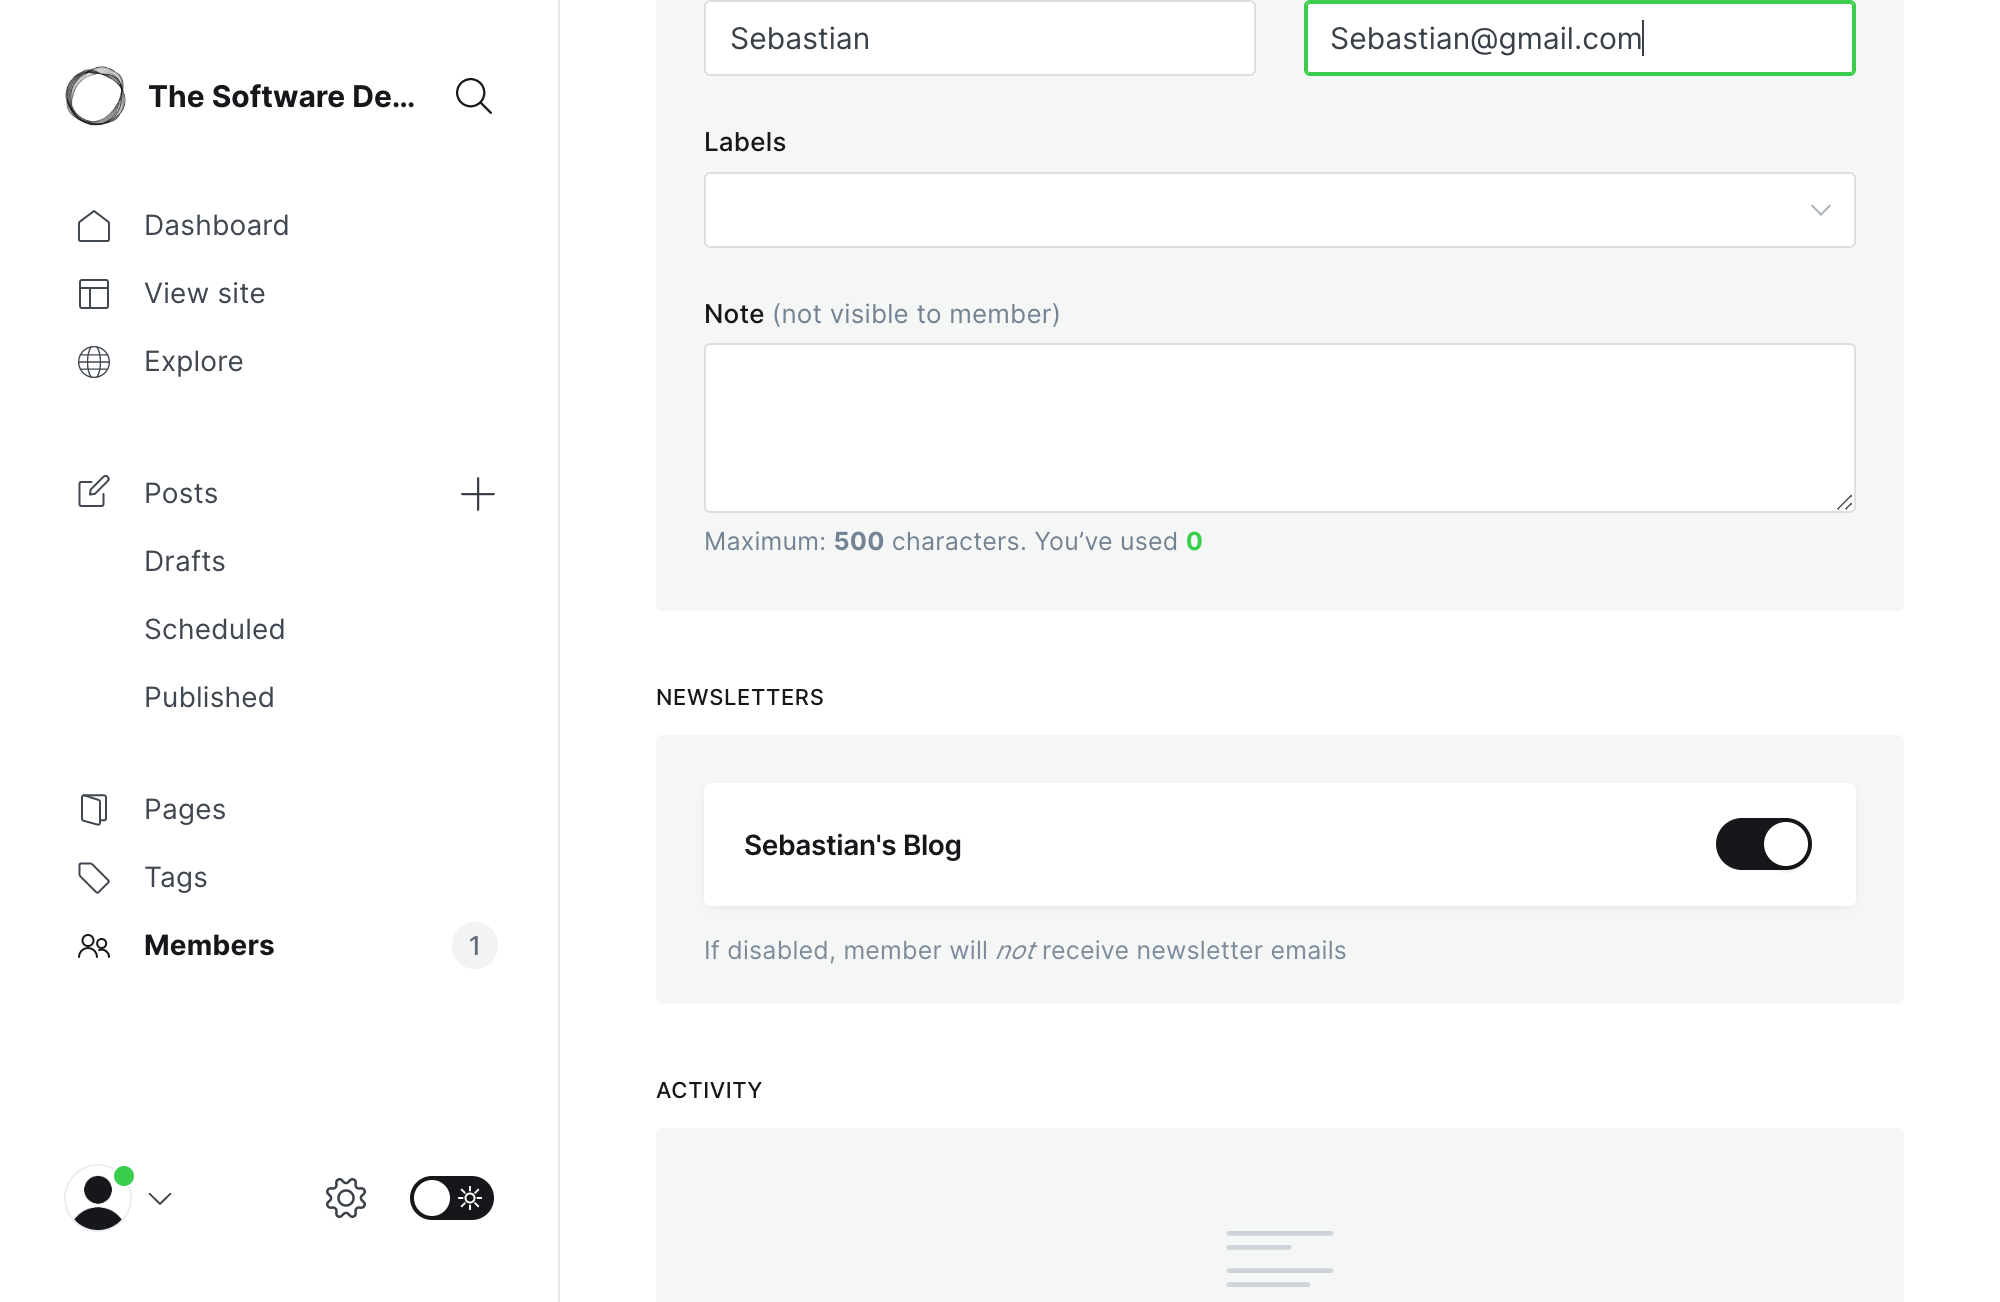 The Software De...
Dashboard
View site
Explore
Posts
Drafts
Scheduled
Published
Pages
Tags
Members 1
Sebastian
Sebastian@gmail.com
Labels
Note (not visible to member)
Maximum: 500 characters. You’ve used 0
NEWSLETTERS
Sebastian's Blog
If disabled, member will not receive newsletter emails
ACTIVITY